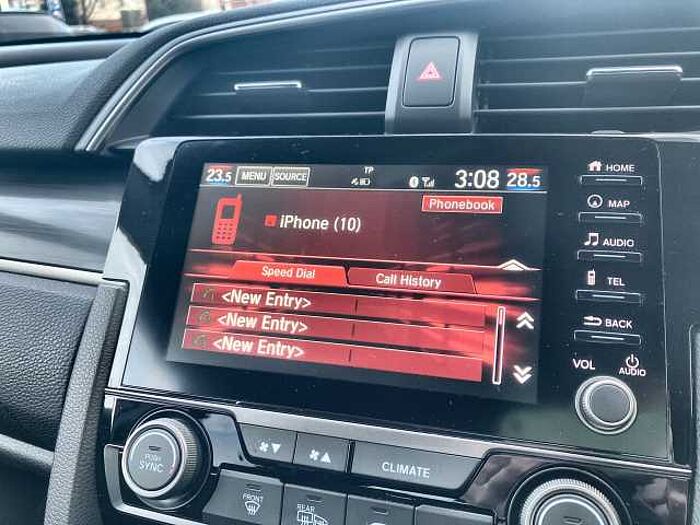 TP
23.5 MENU SOURCE 3:08 28.5
Phonebook
iPhone (10)
Speed Dial Call History
<New Entry>
<New Entry>
<New Entry>
HOME
MAP
AUDIO
TEL
BACK
VOL AUDIO
PUSH
SYNC
CLIMATE
FRONT
REAR